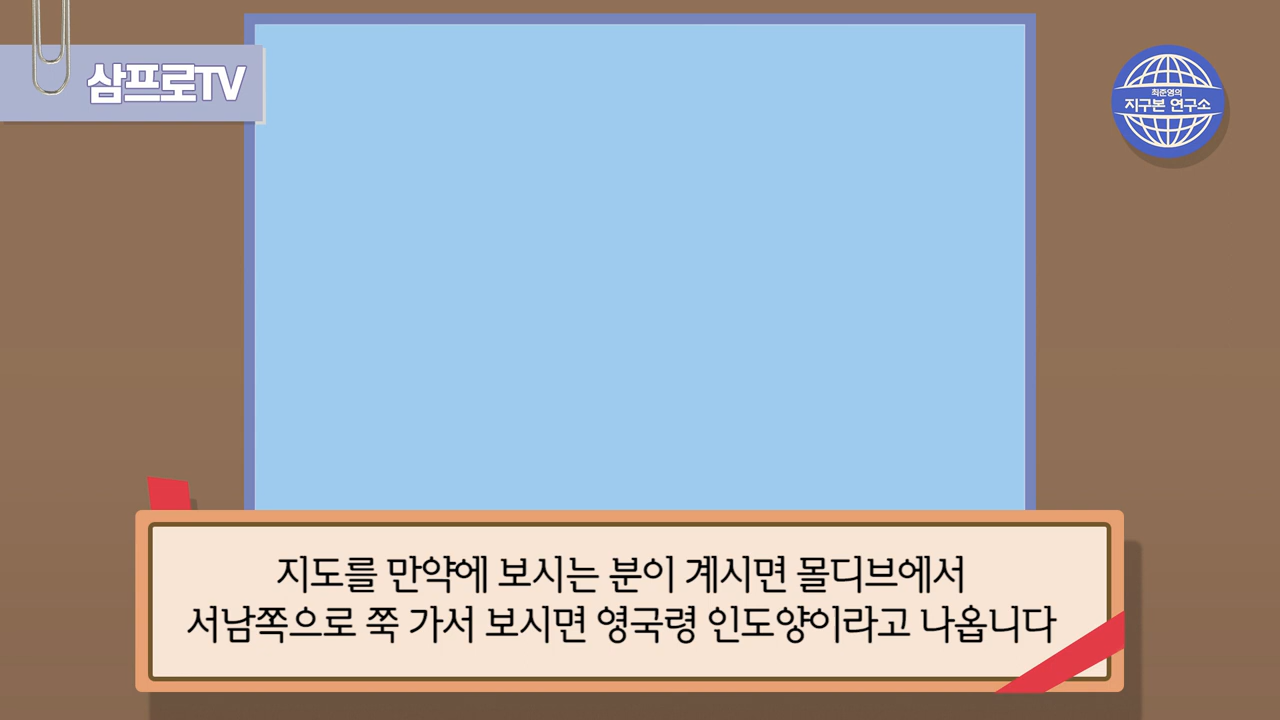 삼프로TV
최준영의
지구본 연구소
지도를 만약에 보시는 분이 계시면 몰디브에서
서남쪽으로 쭉 가서 보시면 영국령 인도양이라고 나옵니다